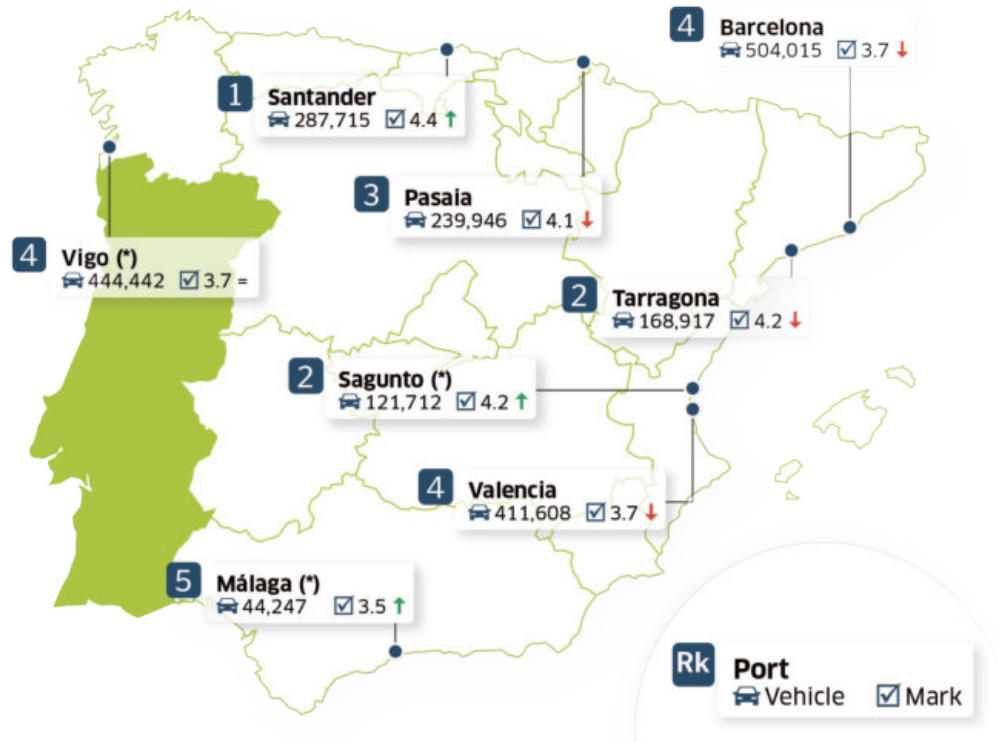 4 Barcelona
504,015 3.7 ↓
1 Santander
287,715 4.4 ↑
3 Pasaia
239,946 4.1 ↓
4 Vigo (*)
444,442 3.7 =
2 Tarragona
168,917 4.2 ↓
2 Sagunto (*)
121,712 4.2 ↑
4 Valencia
411,608 3.7 ↓
5 Málaga (*)
44,247 3.5 ↑
Rk Port
Vehicle Mark